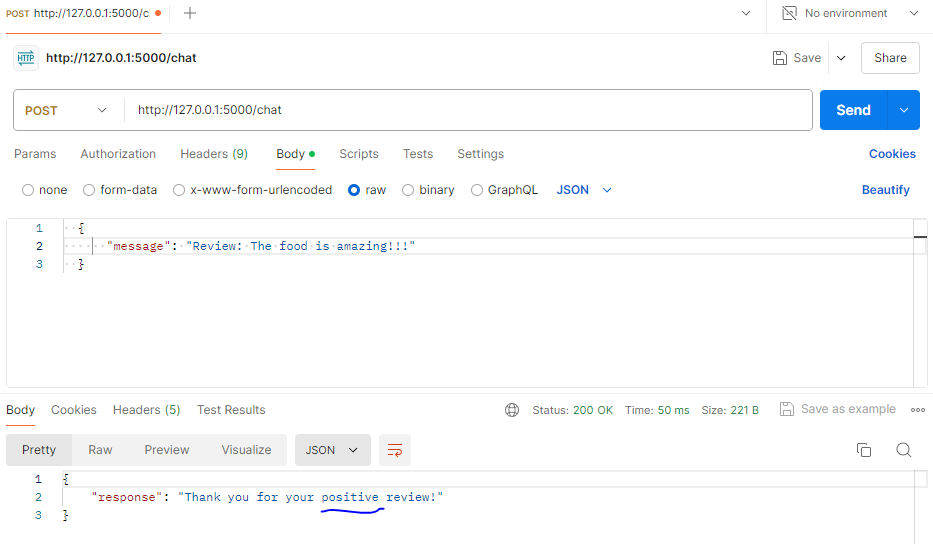 POST http://127.0.0.1:5000/c
No environment
HTTP http://127.0.0.1:5000/chat
Save
Share
POST http://127.0.0.1:5000/chat
Send
Params Authorization Headers (9) Body Scripts Tests Settings Cookies
none form-data x-www-form-urlencoded raw binary GraphQL JSON Beautify
1 {
2 "message": "Review: The food is amazing!!!"
3 }
Body Cookies Headers (5) Test Results Status: 200 OK Time: 50 ms Size: 221 B Save as example
Pretty Raw Preview Visualize JSON
1 {
2 "response": "Thank you for your positive review!"
3 }